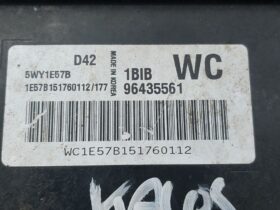 D42
MADE IN KOREA
1BIB
WC
5WY1E57B
1E57B151760112/177
96435561
WC1E57B151760112
KALOS